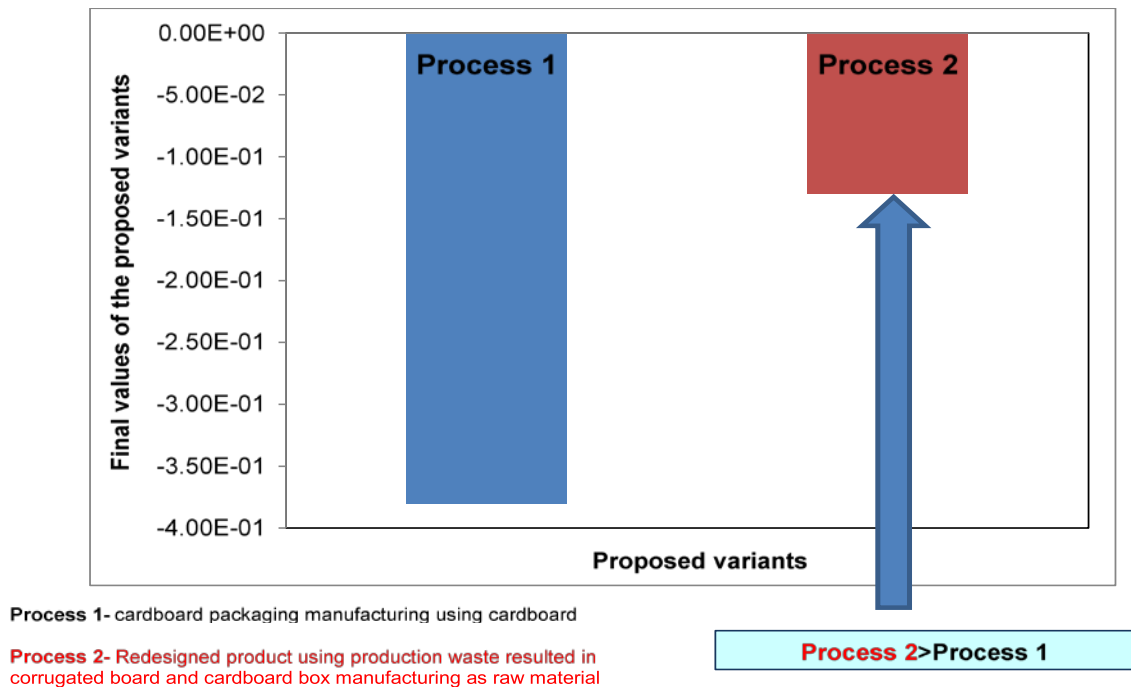 Final values of the proposed variants
0.00E+00
-5.00E-02
-1.00E-01
-1.50E-01
-2.00E-01
-2.50E-01
-3.00E-01
-3.50E-01
-4.00E-01
Process 1
Process 2
Proposed variants
Process 1- cardboard packaging manufacturing using cardboard
Process 2- Redesigned product using production waste resulted in
corrugated board and cardboard box manufacturing as raw material
Process 2>Process 1